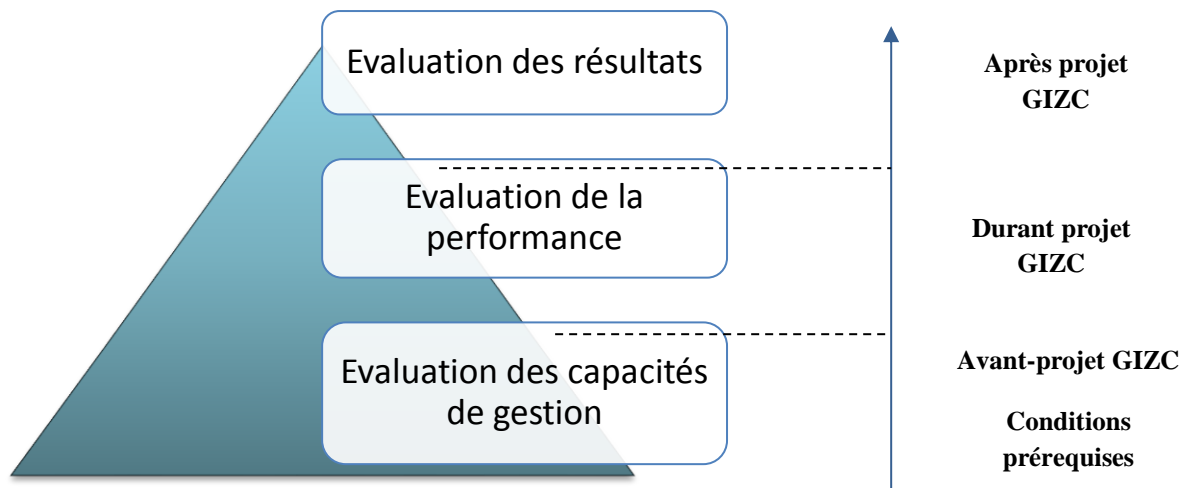 Evaluation des résultats
Après projet
GIZC
Evaluation de la
performance
Durant projet
GIZC
Evaluation des capacités
de gestion
Avant-projet GIZC
Conditions
prérequises